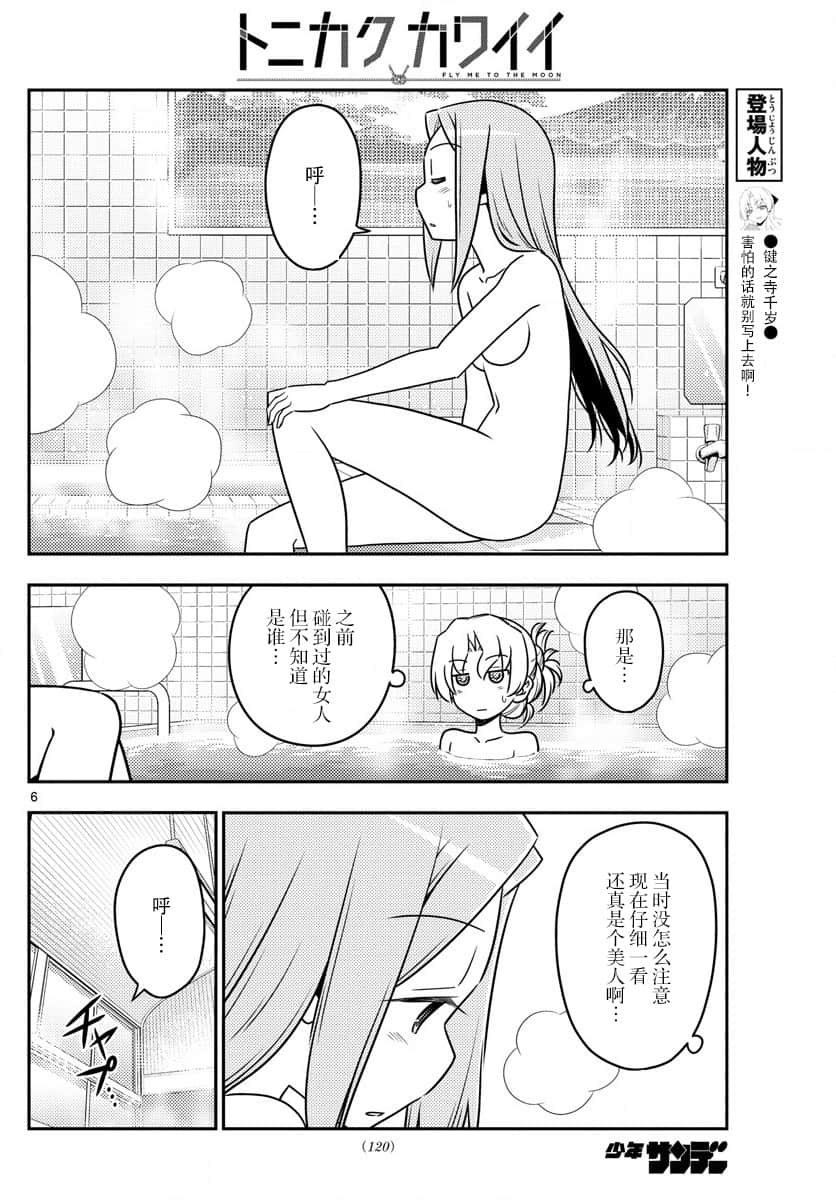 トニカクカワイイ
FLY ME TO THE MOON
とうじょうじんぶつ
登場人物
●键之寺千岁●
害怕的话就别写上去啊！
呼—…
那是…
之前
碰到过的女人
但不知道
是谁…
6
当时没怎么注意
现在仔细一看
还真是个美人啊…
呼—…
チャプ…
(120)
少年サンデー